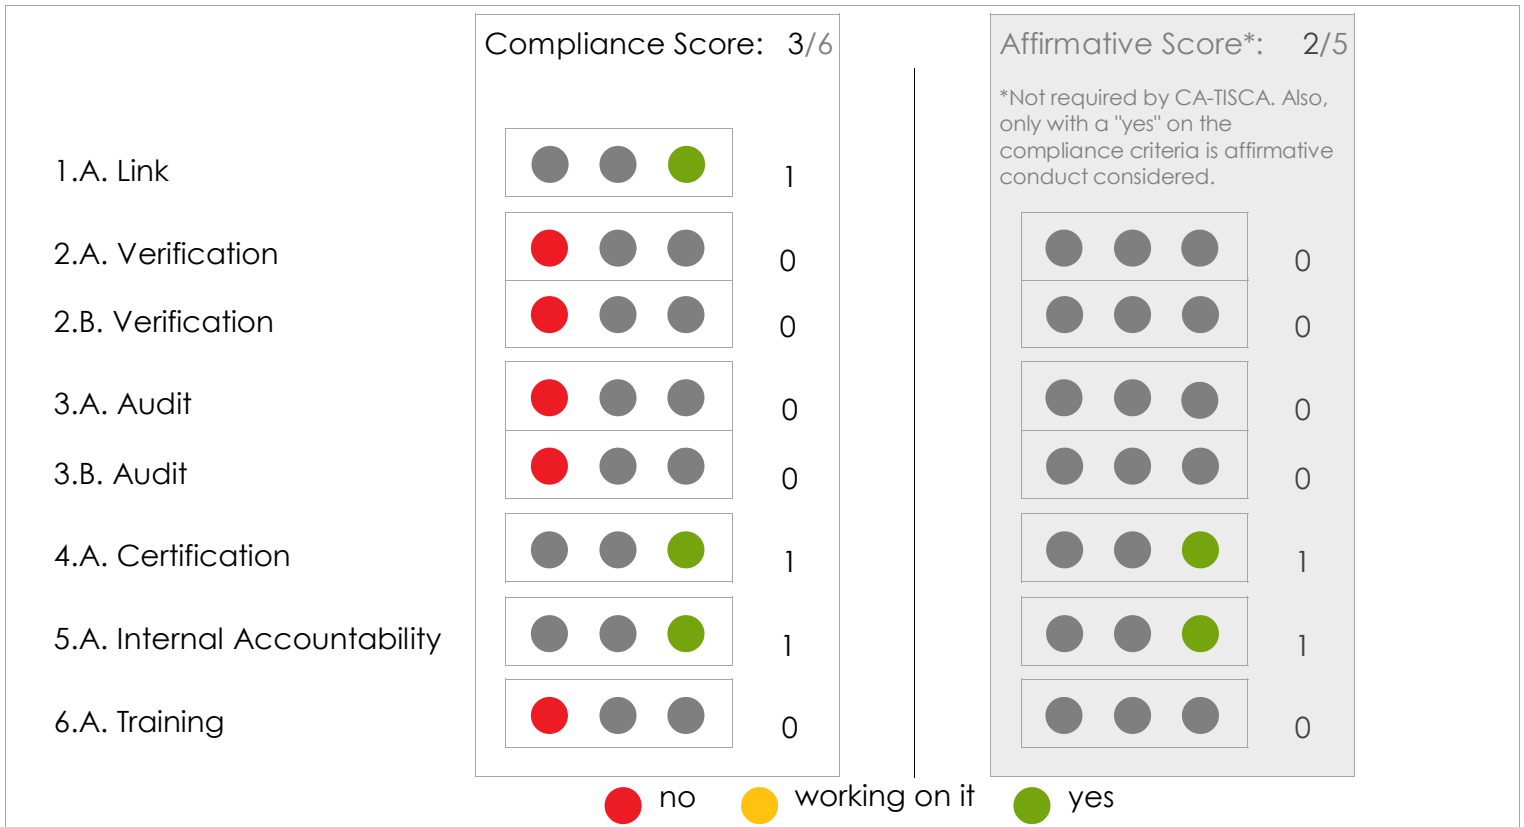 Compliance Score: 3/6
Affirmative Score*: 2/5
*Not required by CA-TISCA. Also,
only with a "yes" on the
compliance criteria is affirmative
conduct considered.
1.A. Link 1
2.A. Verification 0 0
2.B. Verification 0 0
3.A. Audit 0 0
3.B. Audit 0 0
4.A. Certification 1 1
5.A. Internal Accountability 1 1
6.A. Training 0 0
no working on it yes